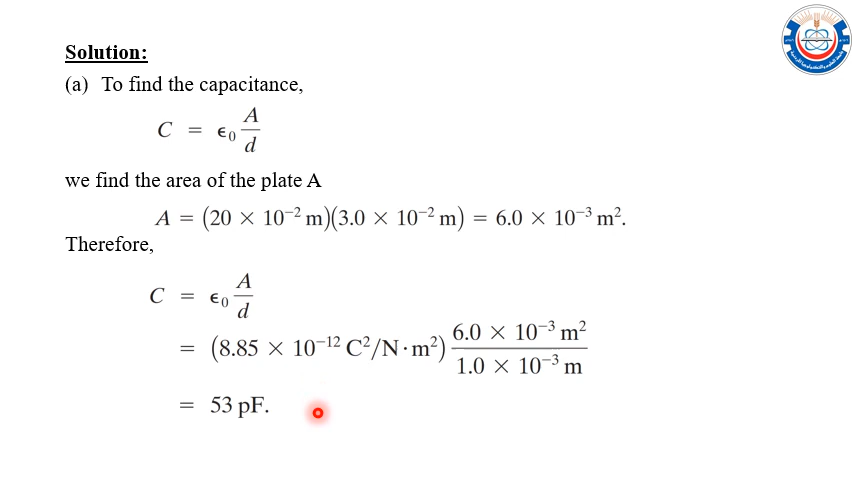 Solution:
(a) To find the capacitance,
C = ϵ₀ A/d
we find the area of the plate A
A = (20 × 10⁻² m)(3.0 × 10⁻² m) = 6.0 × 10⁻³ m².
Therefore,
C = ϵ₀ A/d
= (8.85 × 10⁻¹² C²/N·m²) 6.0 × 10⁻³ m²/1.0 × 10⁻³ m
= 53 pF.